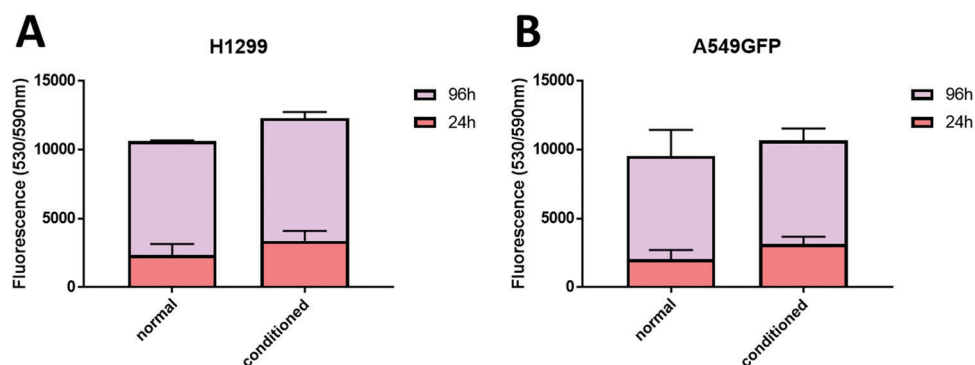 A
H1299
Fluorescence (530/590nm)
15000
10000
5000
0
normal
conditioned
96h
24h
B
A549GFP
Fluorescence (530/590nm)
15000
10000
5000
0
normal
conditioned
96h
24h